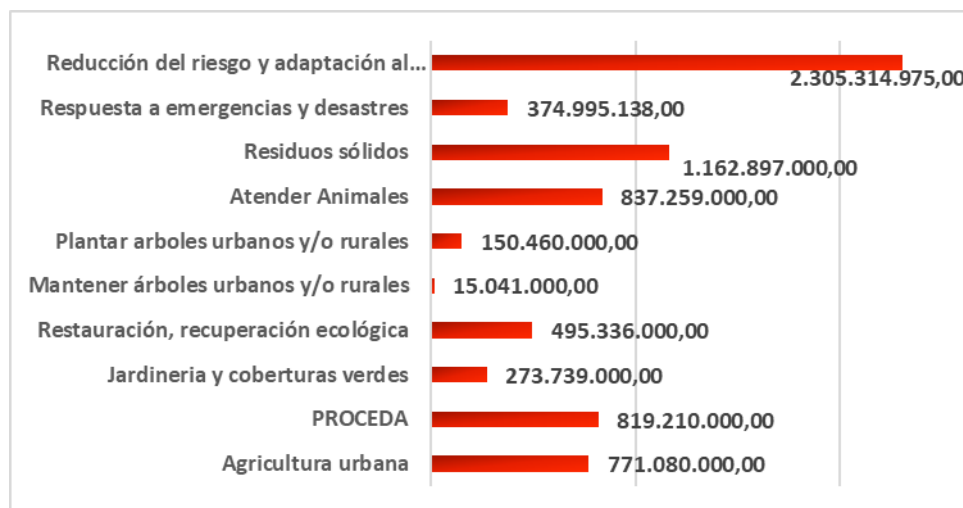 Reducción del riesgo y adaptación al...
2.305.314.975,00
Respuesta a emergencias y desastres
374.995.138,00
Residuos sólidos
1.162.897.000,00
Atender Animales
837.259.000,00
Plantar arboles urbanos y/o rurales
150.460.000,00
Mantener árboles urbanos y/o rurales
15.041.000,00
Restauración, recuperación ecológica
495.336.000,00
Jardineria y coberturas verdes
273.739.000,00
PROCEDA
819.210.000,00
Agricultura urbana
771.080.000,00